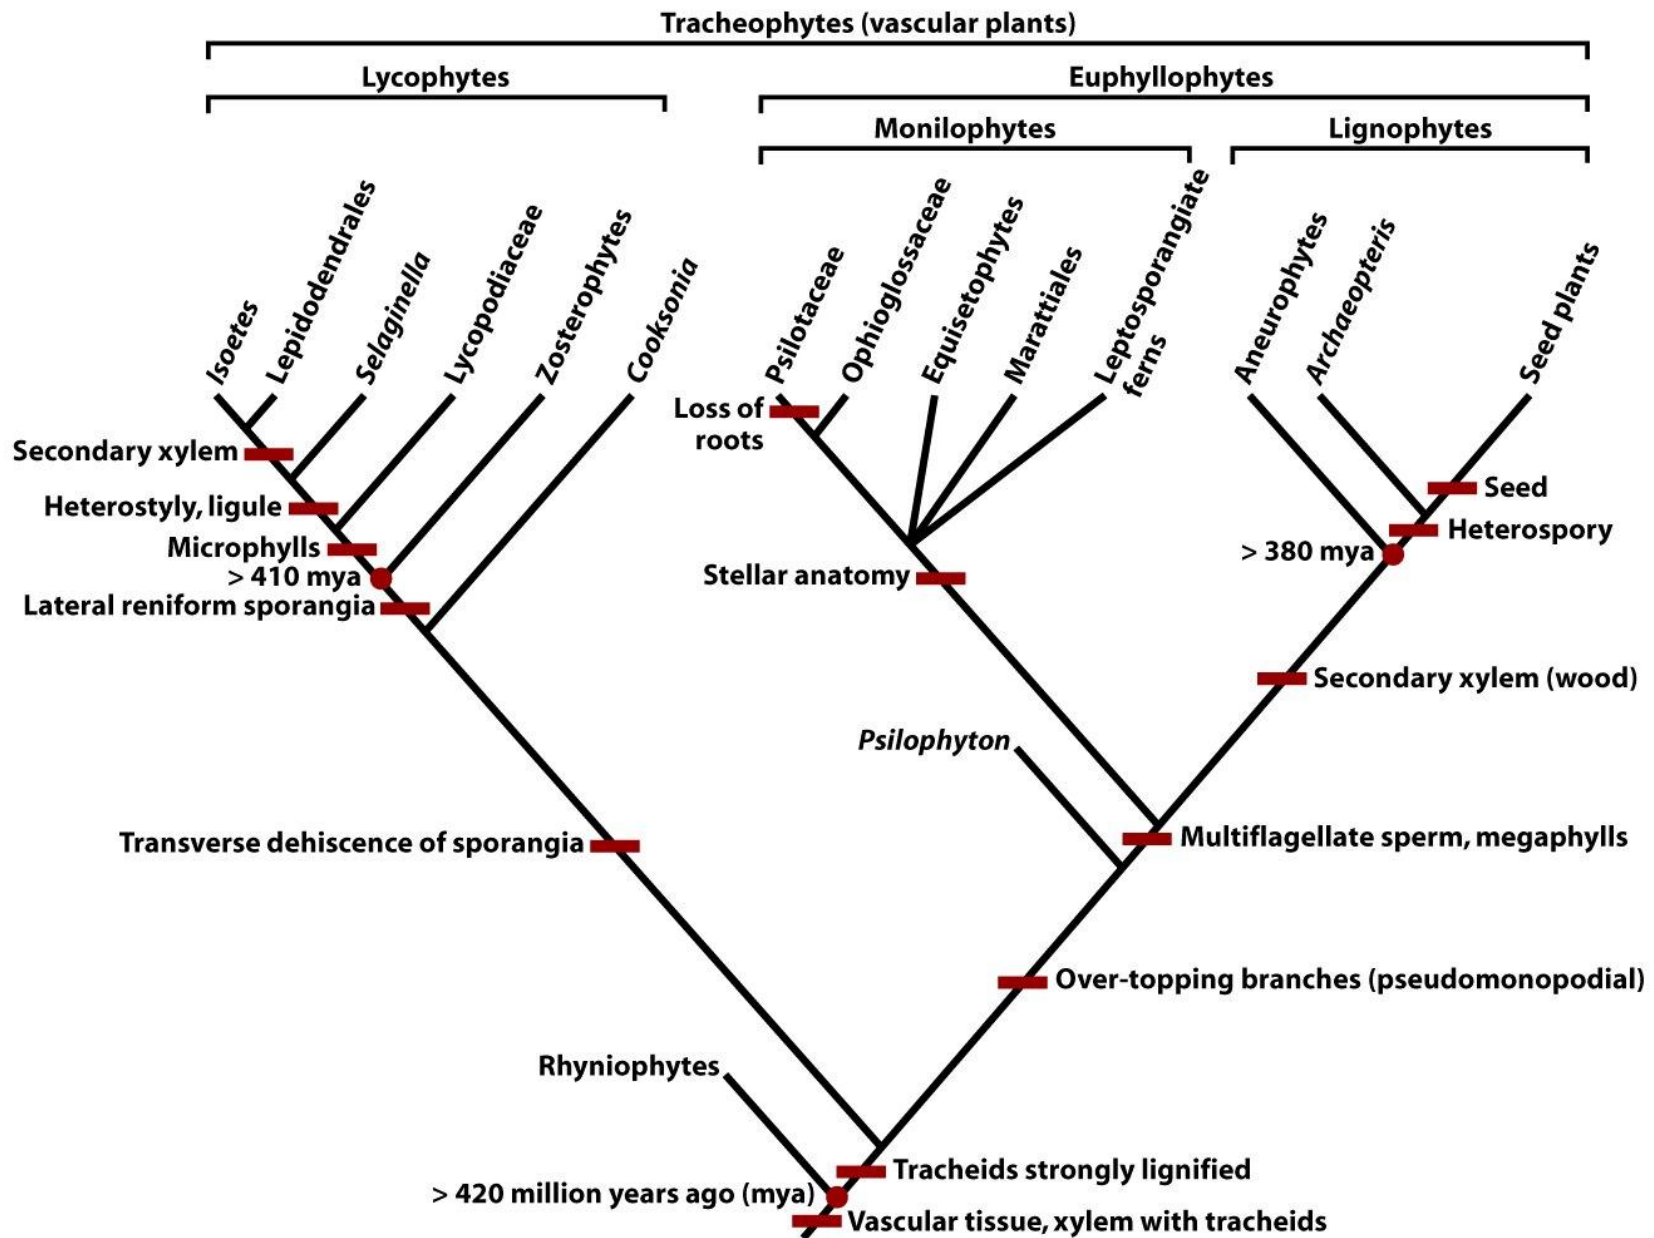 Tracheophytes (vascular plants)
Lycophytes
Euphyllophytes
Monilophytes
Lignophytes
Isoetes
Lepidodendrales
Selaginella
Lycopodiaceae
Zosterophytes
Cooksonia
Psilotaceae
Ophioglossaceae
Equisetophytes
Marattiales
Leptosporangiate
ferns
Aneurophytes
Archaeopteris
Seed plants
Loss of
roots
Secondary xylem
Heterostyly, ligule
Microphylls
> 410 mya
Lateral reniform sporangia
Stellar anatomy
Seed
Heterospory
> 380 mya
Secondary xylem (wood)
Psilophyton
Transverse dehiscence of sporangia
Multiflagellate sperm, megaphylls
Over-topping branches (pseudomonopodial)
Rhyniophytes
Tracheids strongly lignified
> 420 million years ago (mya)
Vascular tissue, xylem with tracheids